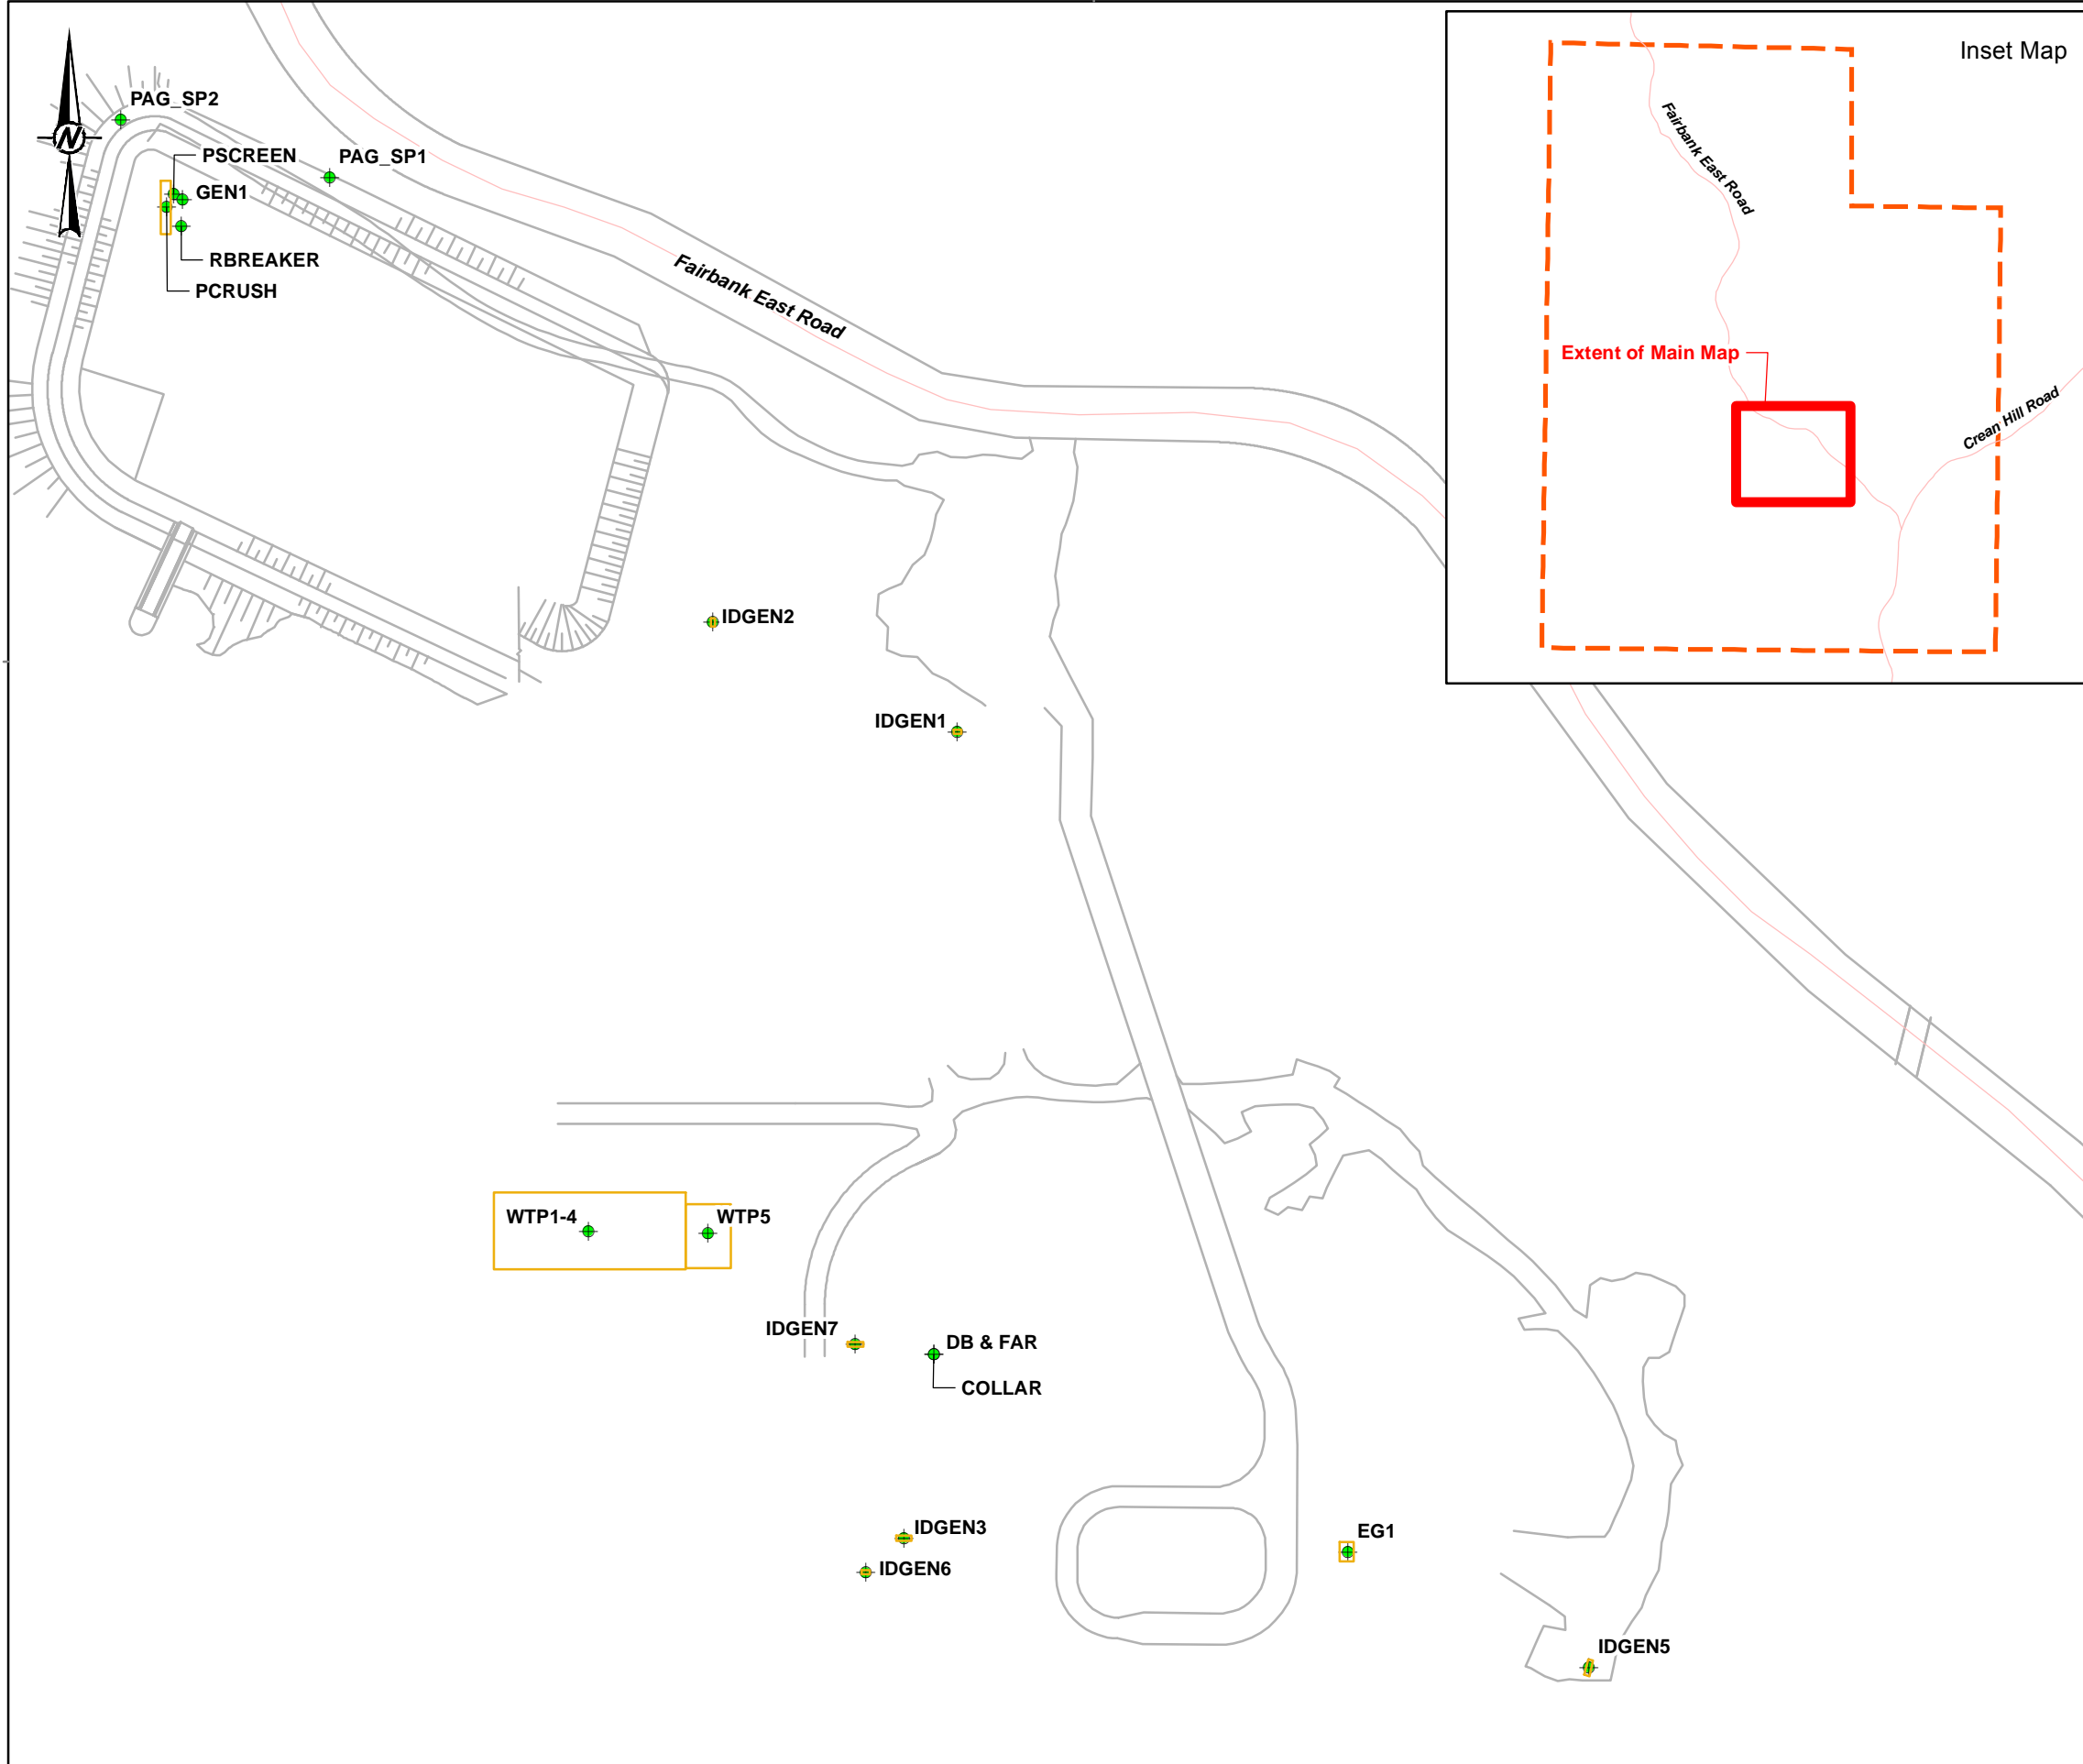 Inset Map
N
PAG_SP2
PSCREEN
PAG_SP1
GEN1
RBREAKER
PCRUSH
Fairbank East Road
Fairbank East Road
Extent of Main Map
Crean Hill Road
IDGEN2
IDGEN1
WTP1-4
WTP5
IDGEN7
DB & FAR
COLLAR
IDGEN3
EG1
IDGEN6
IDGEN5